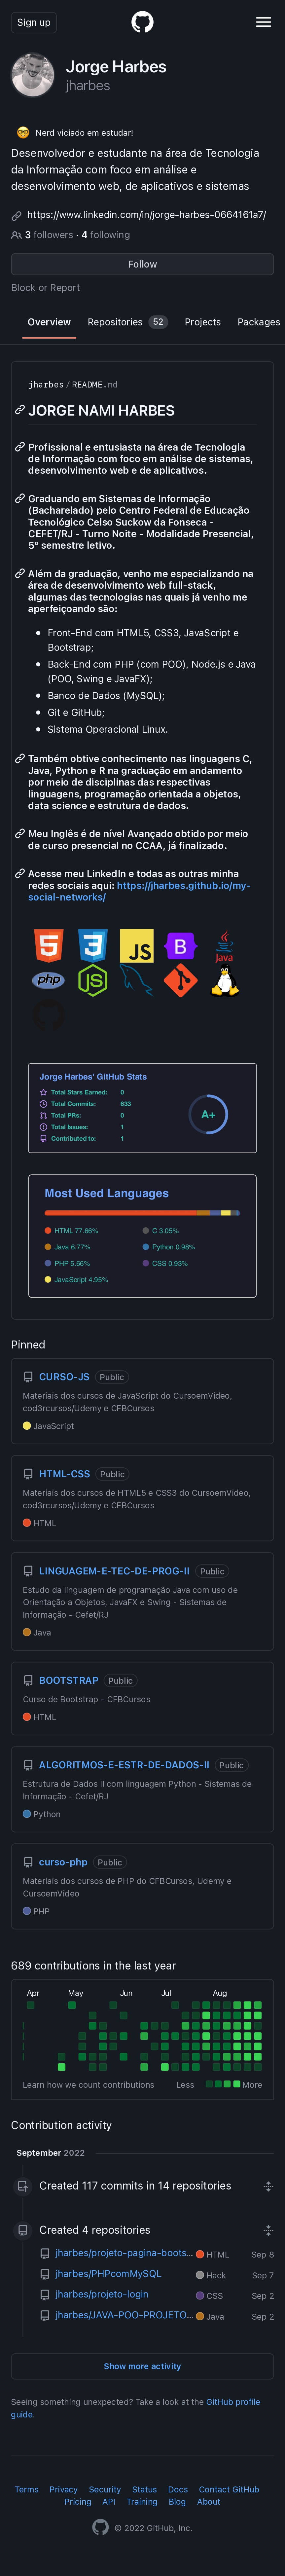 Sign up
Jorge Harbes
jharbes
Nerd viciado em estudar!
Desenvolvedor e estudante na área de Tecnologia
da Informação com foco em análise e
desenvolvimento web, de aplicativos e sistemas
https://www.linkedin.com/in/jorge-harbes-0664161a7/
3 followers · 4 following
Follow
Block or Report
Overview Repositories 52 Projects Packages
jharbes/README.md
JORGE NAMI HARBES
Profissional e entusiasta na área de Tecnologia
de Informação com foco em análise de sistemas,
desenvolvimento web e de aplicativos.
Graduando em Sistemas de Informação
(Bacharelado) pelo Centro Federal de Educação
Tecnológico Celso Suckow da Fonseca -
CEFET/RJ - Turno Noite - Modalidade Presencial,
5º semestre letivo.
Além da graduação, venho me especializando na
área de desenvolvimento web full-stack,
algumas das tecnologias nas quais já venho me
aperfeiçoando são:
Front-End com HTML5, CSS3, JavaScript e
Bootstrap;
Back-End com PHP (com POO), Node.js e Java
(POO, Swing e JavaFX);
Banco de Dados (MySQL);
Git e GitHub;
Sistema Operacional Linux.
Também obtive conhecimento nas linguagens C,
Java, Python e R na graduação em andamento
por meio de disciplinas das respectivas
linguagens, programação orientada a objetos,
data science e estrutura de dados.
Meu Inglês é de nível Avançado obtido por meio
de curso presencial no CCAA, já finalizado.
Acesse meu LinkedIn e todas as outras minha
redes sociais aqui: https://jharbes.github.io/my-
social-networks/
5 3 JS B Java
php JS
Jorge Harbes' GitHub Stats
Total Stars Earned: 0
Total Commits: 633
Total PRs: 0
Total Issues: 1
Contributed to: 1
A+
Most Used Languages
HTML 77.66% C 3.05%
Java 6.77% Python 0.98%
PHP 5.66% CSS 0.93%
JavaScript 4.95%
Pinned
CURSO-JS Public
Materiais dos cursos de JavaScript do CursoemVideo,
cod3rcursos/Udemy e CFBCursos
JavaScript
HTML-CSS Public
Materiais dos cursos de HTML5 e CSS3 do CursoemVideo,
cod3rcursos/Udemy e CFBCursos
HTML
LINGUAGEM-E-TEC-DE-PROG-II Public
Estudo da linguagem de programação Java com uso de
Orientação a Objetos, JavaFX e Swing - Sistemas de
Informação - Cefet/RJ
Java
BOOTSTRAP Public
Curso de Bootstrap - CFBCursos
HTML
ALGORITMOS-E-ESTR-DE-DADOS-II Public
Estrutura de Dados II com linguagem Python - Sistemas de
Informação - Cefet/RJ
Python
curso-php Public
Materiais dos cursos de PHP do CFBCursos, Udemy e
CursoemVideo
PHP
689 contributions in the last year
Apr May Jun Jul Aug
Learn how we count contributions Less More
Contribution activity
September 2022
Created 117 commits in 14 repositories
Created 4 repositories
jharbes/projeto-pagina-boots... HTML Sep 8
jharbes/PHPcomMySQL Hack Sep 7
jharbes/projeto-login CSS Sep 2
jharbes/JAVA-POO-PROJETO... Java Sep 2
Show more activity
Seeing something unexpected? Take a look at the GitHub profile
guide.
Terms Privacy Security Status Docs Contact GitHub
Pricing API Training Blog About
© 2022 GitHub, Inc.